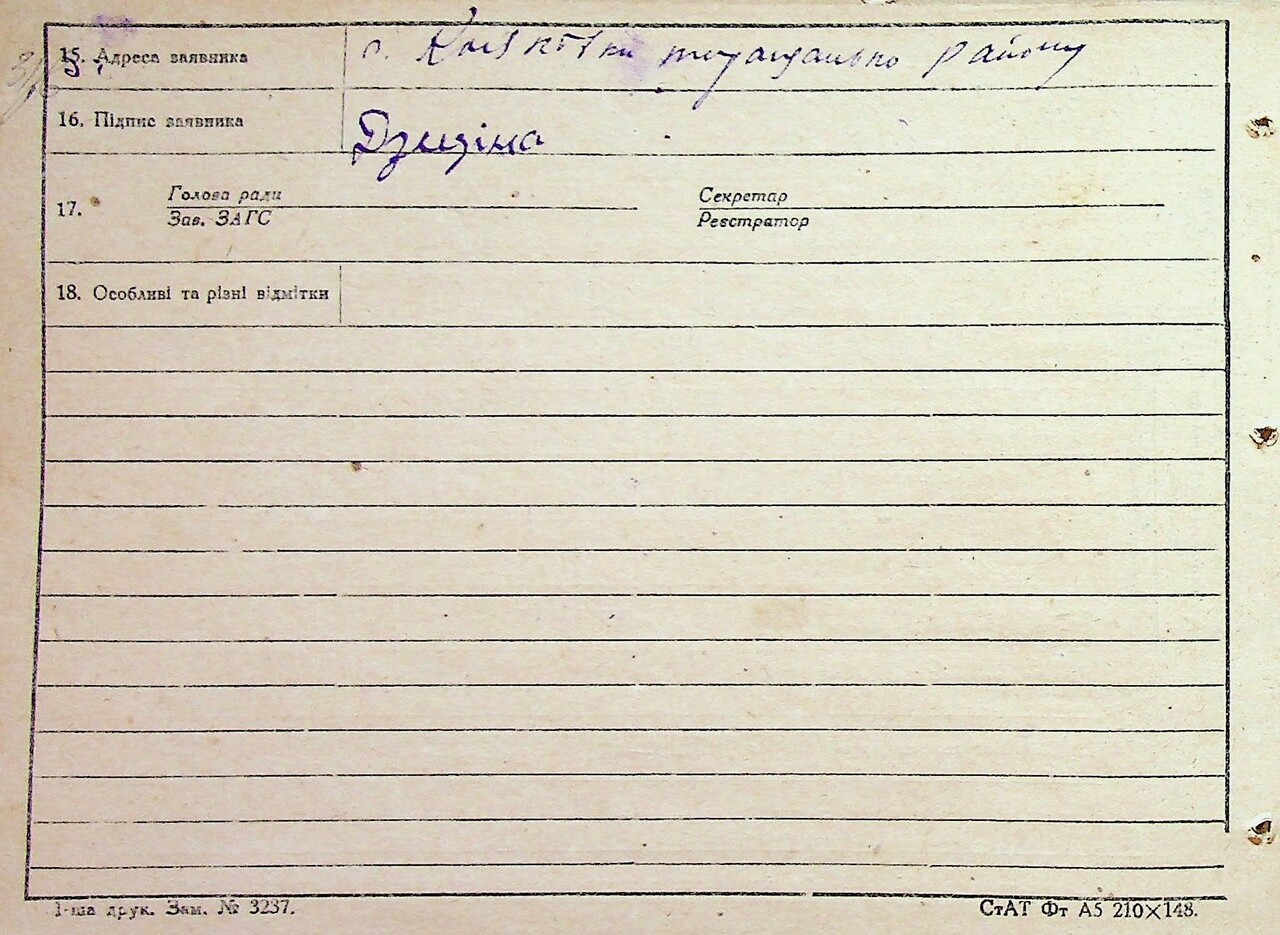 15. Адреса заявника с. району
16. Підпис заявника
17. Голова ради Секретар
Зав. ЗАГС Реєстратор
18. Особливі та різні відмітки
1-ша друк. Зам. № 3237. СтАТ Фт А5 210×148.